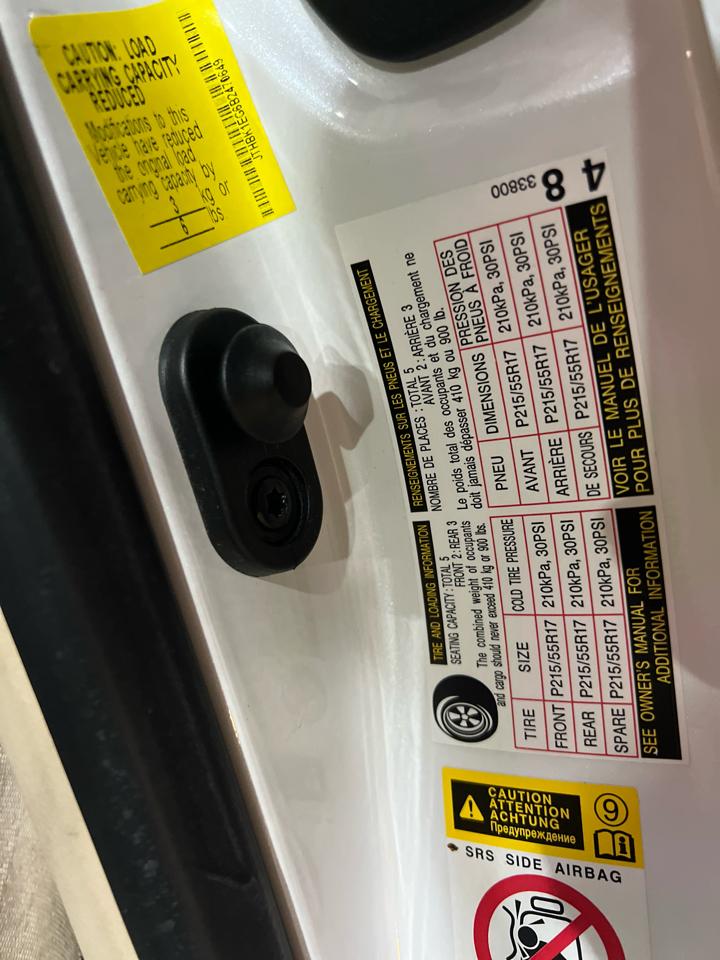 CAUTION: LOAD
CARRYING CAPACITY
REDUCED
Modifications to this
vehicle have reduced
the original load
carrying capacity by
3 kg or
6 lbs.
33800
8
4
RENSEIGNEMENTS SUR LES PNEUS ET LE CHARGEMENT
NOMBRE DE PLACES : TOTAL 5
AVANT 2 : ARRIÈRE 3
Le poids total des occupants et du chargement ne
doit jamais dépasser 410 kg ou 900 lb.
PNEU DIMENSIONS PRESSION DES
PNEUS À FROID
AVANT P215/55R17 210kPa, 30PSI
ARRIÈRE P215/55R17 210kPa, 30PSI
DE SECOURS P215/55R17 210kPa, 30PSI
VOIR LE MANUEL DE L'USAGER
POUR PLUS DE RENSEIGNEMENTS
TIRE AND LOADING INFORMATION
SEATING CAPACITY : TOTAL 5
FRONT 2 : REAR 3
The combined weight of occupants
and cargo should never exceed 410 kg or 900 lbs.
TIRE SIZE COLD TIRE PRESSURE
FRONT P215/55R17 210kPa, 30PSI
REAR P215/55R17 210kPa, 30PSI
SPARE P215/55R17 210kPa, 30PSI
SEE OWNER'S MANUAL FOR
ADDITIONAL INFORMATION
CAUTION
ATTENTION
ACHTUNG
Предупреждение
9
SRS SIDE AIRBAG